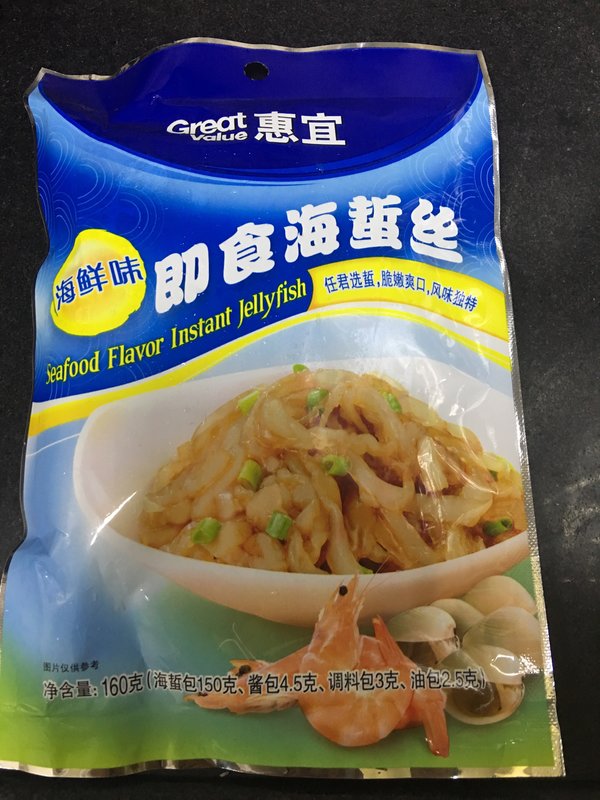 Great Value 惠宜
海鲜味
即食海蜇丝
Seafood Flavor Instant Jellyfish
任君选蜇,脆嫩爽口,风味独特
图片仅供参考
净含量: 160克 (海蜇包150克、酱包4.5克、调料包3克、油包2.5克)